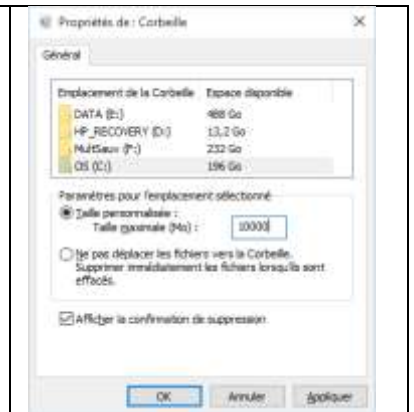 Propriétés de : Corbeille
Général
Emplacement de la Corbeille Espace disponible
DATA (E:) 488 Go
HP_RECOVERY (D:) 13,2 Go
MultSauv (P:) 232 Go
OS (C:) 196 Go
Paramètres pour l'emplacement sélectionné
Taille personnalisée :
Taille maximale (Mo) : 10000
Ne pas déplacer les fichiers vers la Corbeille.
Supprimer immédiatement les fichiers lorsqu'ils sont
effacés.
Afficher la confirmation de suppression
OK Annuler Appliquer